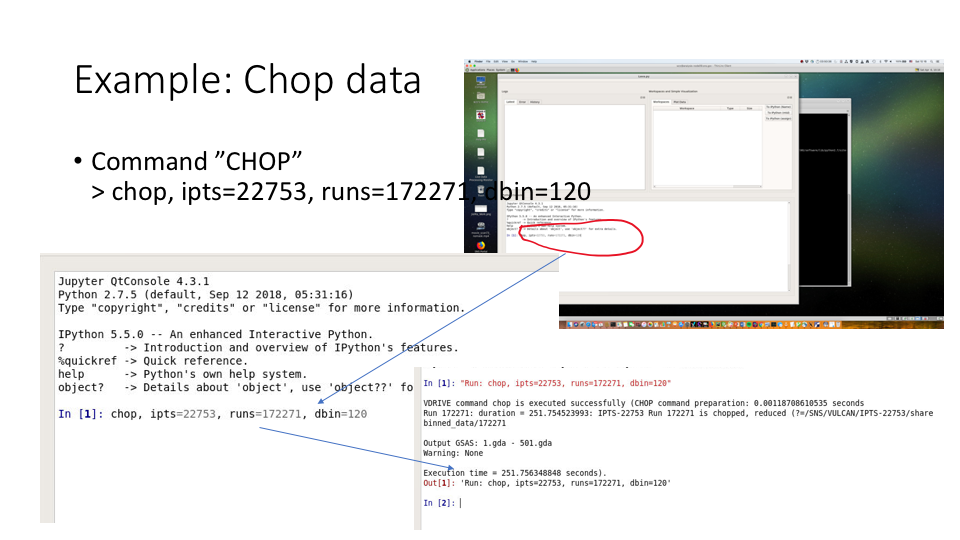 Example: Chop data
• Command ”CHOP”
> chop, ipts=22753, runs=172271, dbin=120
Jupyter QtConsole 4.3.1
Python 2.7.5 (default, Sep 12 2018, 05:31:16)
Type "copyright", "credits" or "license" for more information.
IPython 5.5.0 -- An enhanced Interactive Python.
? -> Introduction and overview of IPython's features.
%quickref -> Quick reference.
help -> Python's own help system.
object? -> Details about 'object', use 'object??' fo
In [1]: chop, ipts=22753, runs=172271, dbin=120
In [1]: "Run: chop, ipts=22753, runs=172271, dbin=120"
VDRIVE command chop is executed successfully (CHOP command preparation: 0.00118708610535 seconds
Run 172271: duration = 251.754523993: IPTS-22753 Run 172271 is chopped, reduced (?=/SNS/VULCAN/IPTS-22753/share
binned_data/172271
Output GSAS: 1.gda - 501.gda
Warning: None
Execution time = 251.756348848 seconds).
Out[1]: 'Run: chop, ipts=22753, runs=172271, dbin=120'
In [2]: